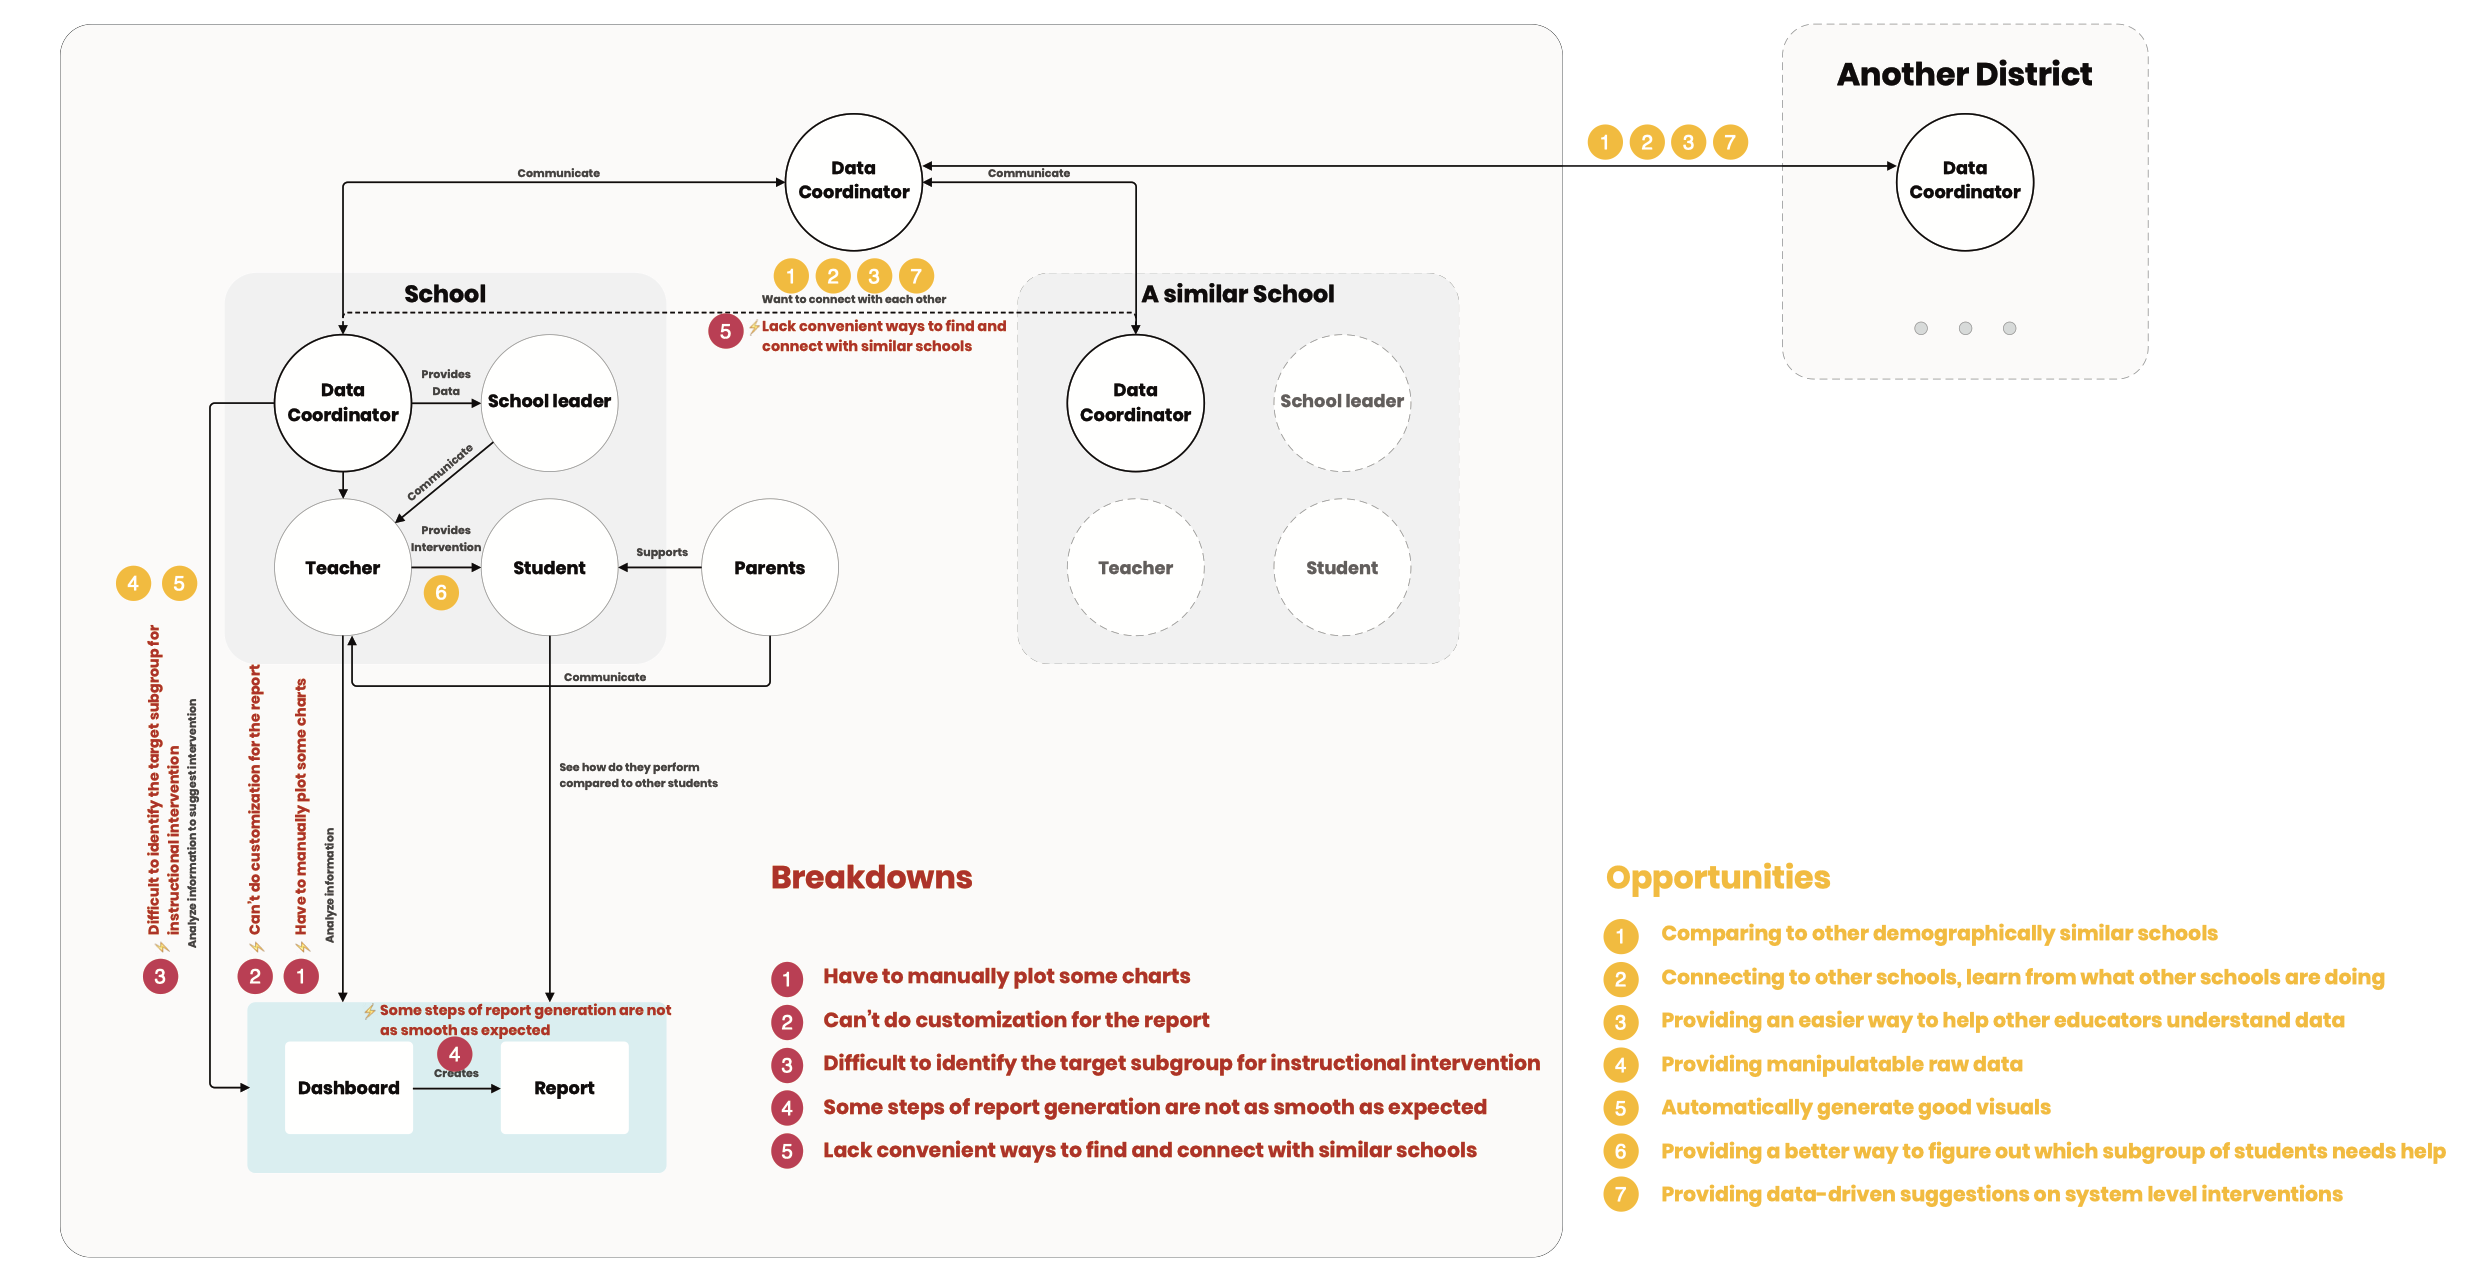 Another District
1 2 3 7
Data
Coordinator
Data
Coordinator
Communicate
Communicate
1 2 3 7
Want to connect with each other
5 ⚡Lack convenient ways to find and
connect with similar schools
School
Data
Coordinator
Provides
Data
School leader
Communicate
Teacher
Provides
Intervention
6
Student
Supports
Parents
Communicate
A similar School
Data
Coordinator
School leader
Teacher
Student
4 5
⚡ Difficult to identify the target subgroup for
instructional intervention
3
Analyze information to suggest intervention
⚡ Can't do customization for the report
2
⚡ Have to manually plot some charts
1
Analyze information
See how do they perform
compared to other students
⚡Some steps of report generation are not
as smooth as expected
4
Creates
Dashboard
Report
Breakdowns
1 Have to manually plot some charts
2 Can't do customization for the report
3 Difficult to identify the target subgroup for instructional intervention
4 Some steps of report generation are not as smooth as expected
5 Lack convenient ways to find and connect with similar schools
Opportunities
1 Comparing to other demographically similar schools
2 Connecting to other schools, learn from what other schools are doing
3 Providing an easier way to help other educators understand data
4 Providing manipulatable raw data
5 Automatically generate good visuals
6 Providing a better way to figure out which subgroup of students needs help
7 Providing data-driven suggestions on system level interventions